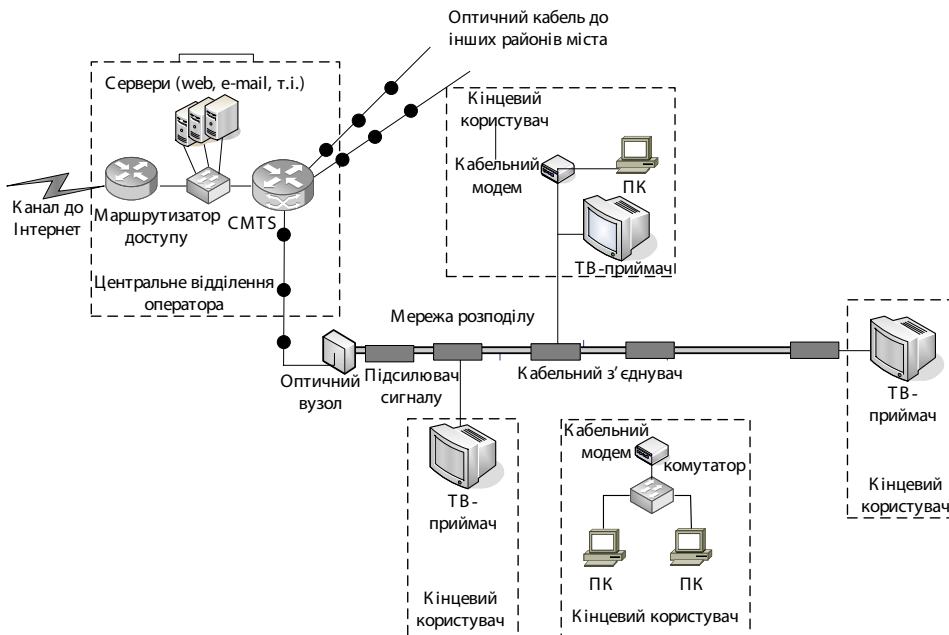 Оптичний кабель до
інших районів міста
Сервери (web, e-mail, т.і.)
Канал до
Інтернет
Маршрутизатор
доступу
CMTS
Центральне відділення
оператора
Кінцевий
користувач
Кабельний
модем
ПК
ТВ-приймач
Мережа розподілу
Оптичний
вузол
Підсилювач
сигналу
Кабельний з’єднувач
ТВ-
приймач
Кінцевий
користувач
ТВ-
приймач
Кінцевий
користувач
Кабельний
модем
комутатор
ПК
ПК
Кінцевий користувач